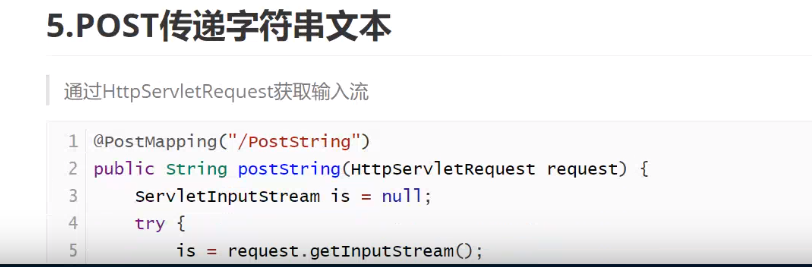 5.POST传递字符串文本
通过HttpServletRequest获取输入流
1 @PostMapping("/PostString")
2 public String postString(HttpServletRequest request) {
3     ServletInputStream is = null;
4     try {
5         is = request.getInputStream();